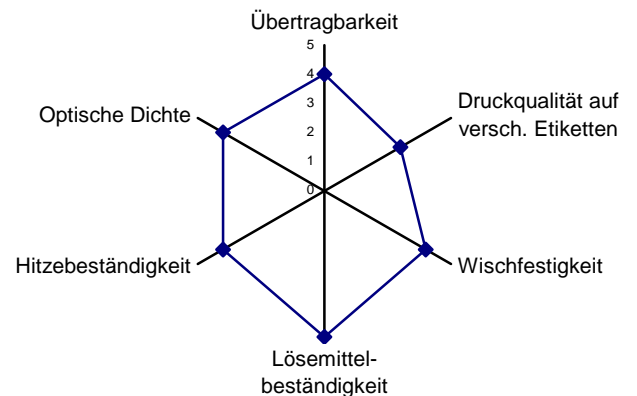 Übertragbarkeit
5
4
3
2
1
0
Druckqualität auf
versch. Etiketten
Wischfestigkeit
Lösemittel-
beständigkeit
Hitzebeständigkeit
Optische Dichte